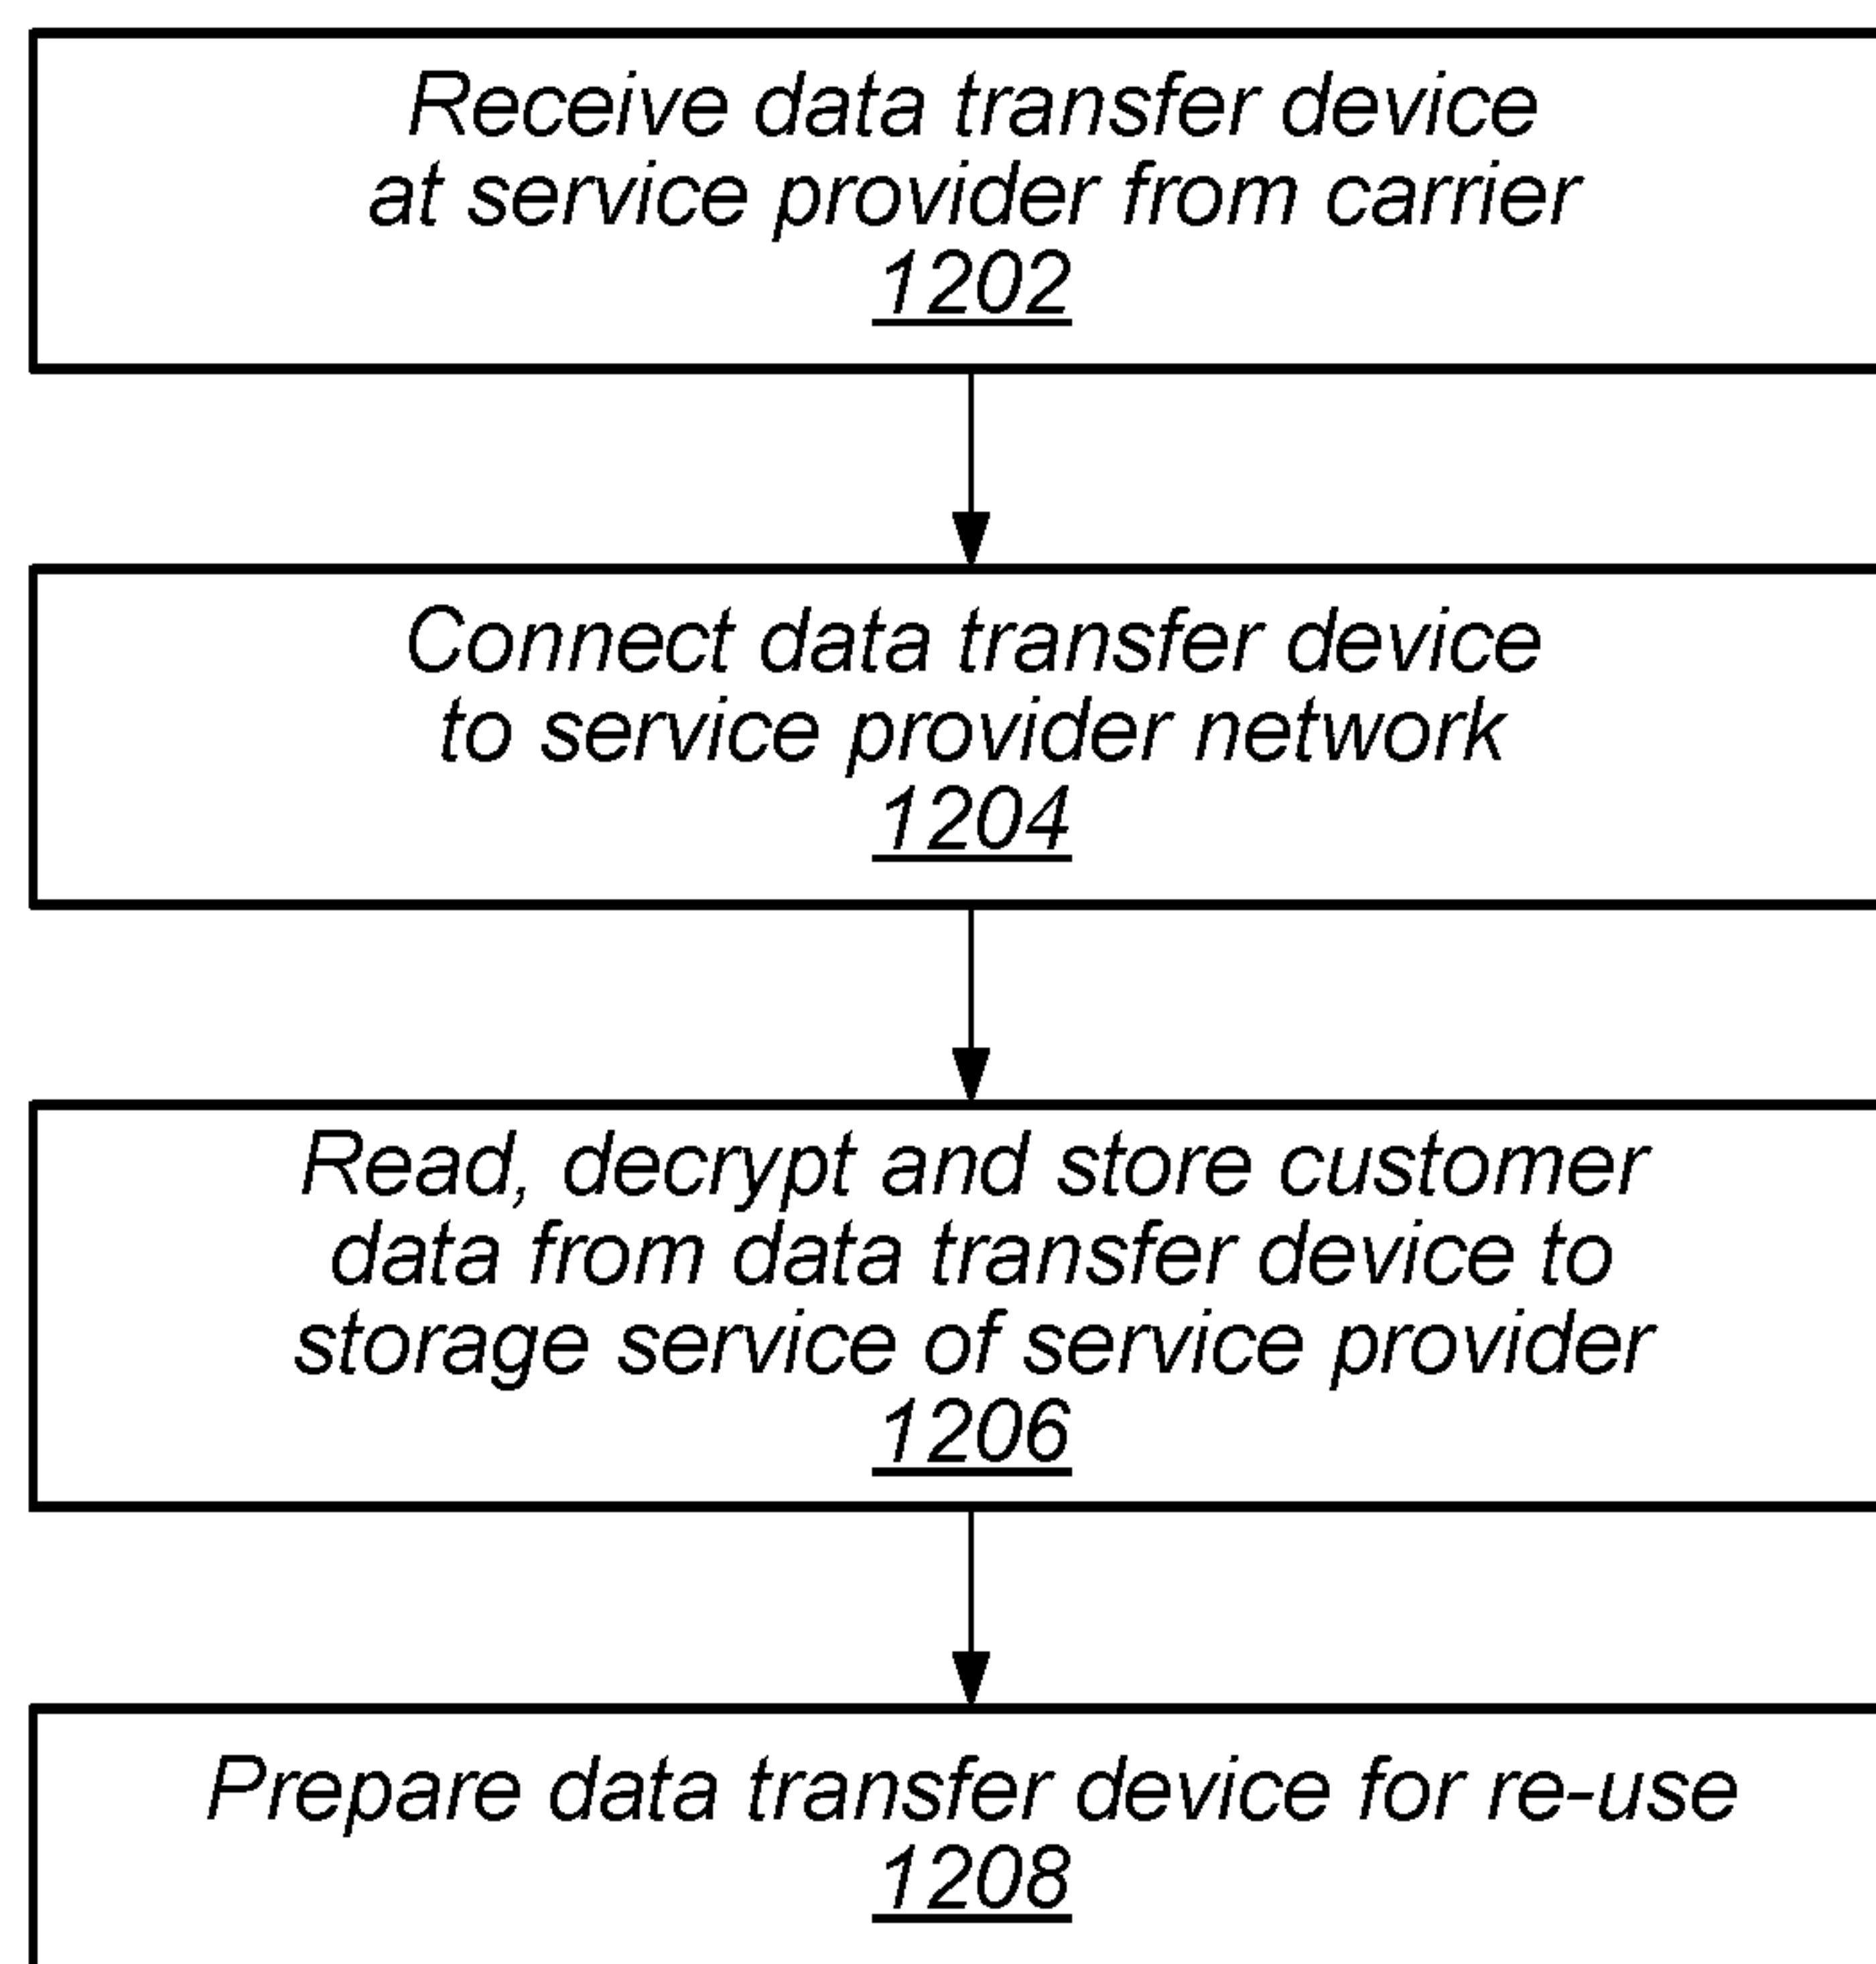 Receive data transfer device
at service provider from carrier
1202
Connect data transfer device
to service provider network
1204
Read, decrypt and store customer
data from data transfer device to
storage service of service provider
1206
Prepare data transfer device for re-use
1208